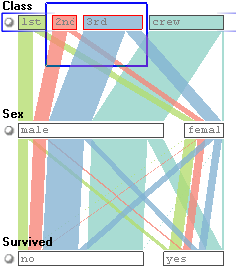 Class
1st 2nd 3rd crew
Sex
male femal
Survived
no yes